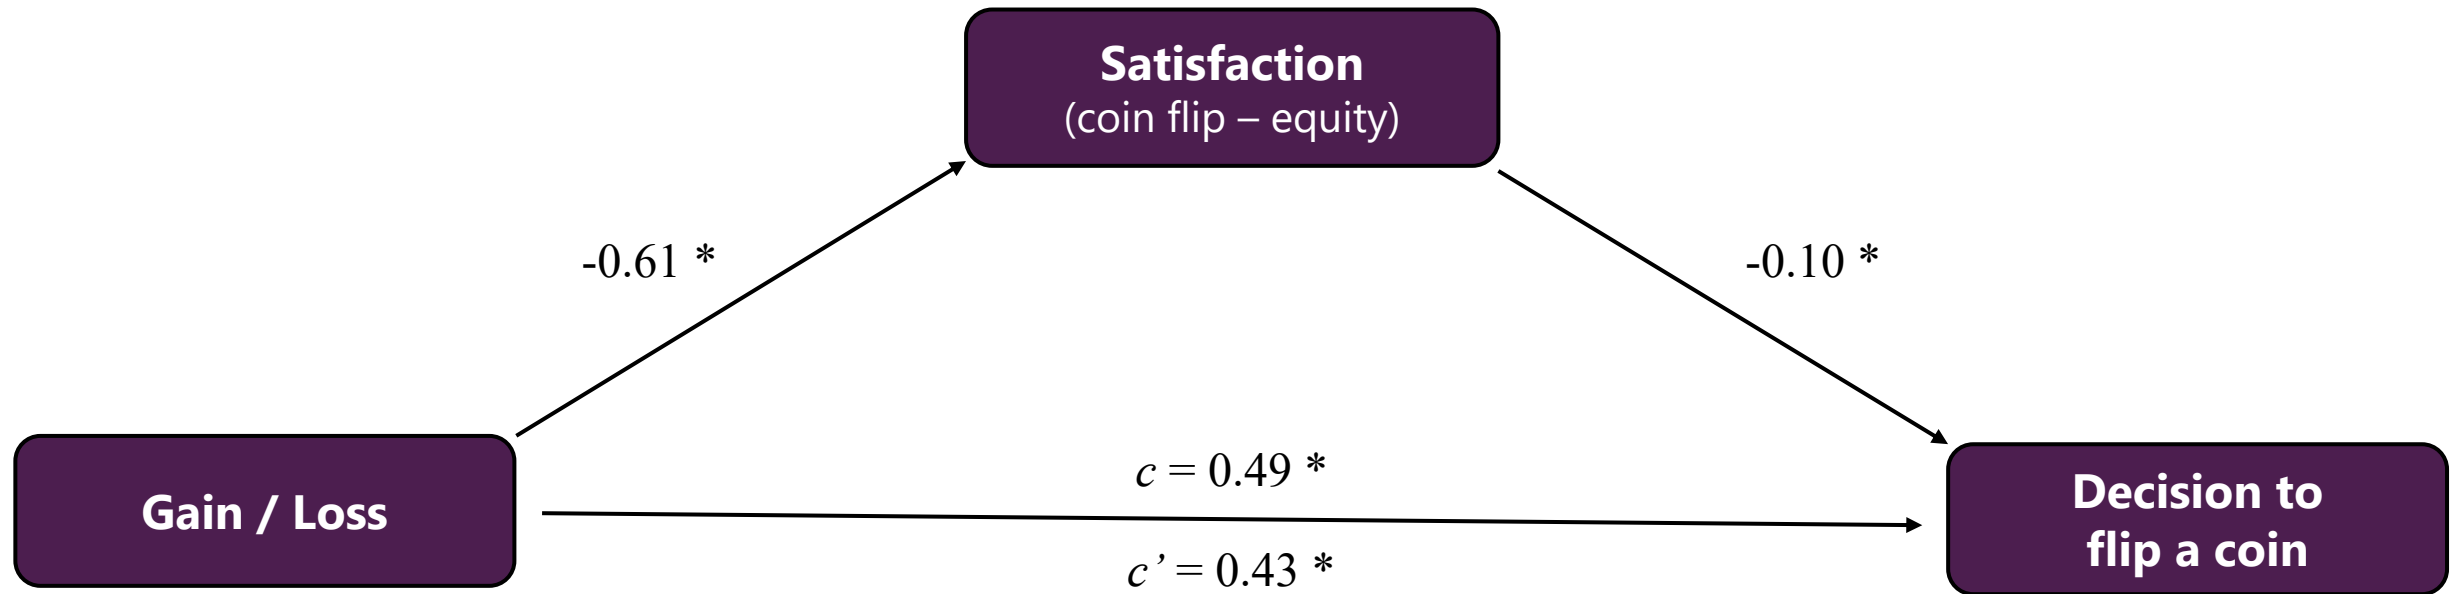 Satisfaction
(coin flip – equity)
-0.61 *
-0.10 *
c = 0.49 *
Gain / Loss
Decision to
flip a coin
c’ = 0.43 *